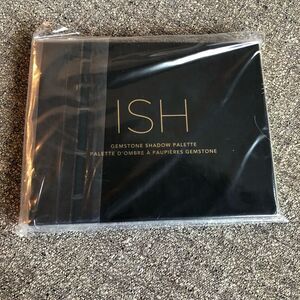 ISH
GEMSTONE SHADOW PALETTE
PALETTE D'OMBRE À PAUPIÈRES GEMSTONE